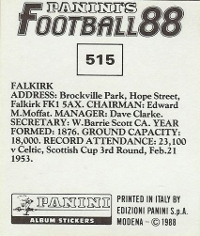 PANINI'S
FOOTBALL 88
515
FALKIRK
ADDRESS: Brockville Park, Hope Street,
Falkirk FK1 5AX. CHAIRMAN: Edward
M.Moffat. MANAGER: Dave Clarke.
SECRETARY: W.Barrie Scott CA. YEAR
FORMED: 1876. GROUND CAPACITY:
18,000. RECORD ATTENDANCE: 23,100
v Celtic, Scottish Cup 3rd Round, Feb.21
1953.
PANINI
ALBUM STICKERS
PRINTED IN ITALY BY
EDIZIONI PANINI S.p.A.
MODENA - © 1988